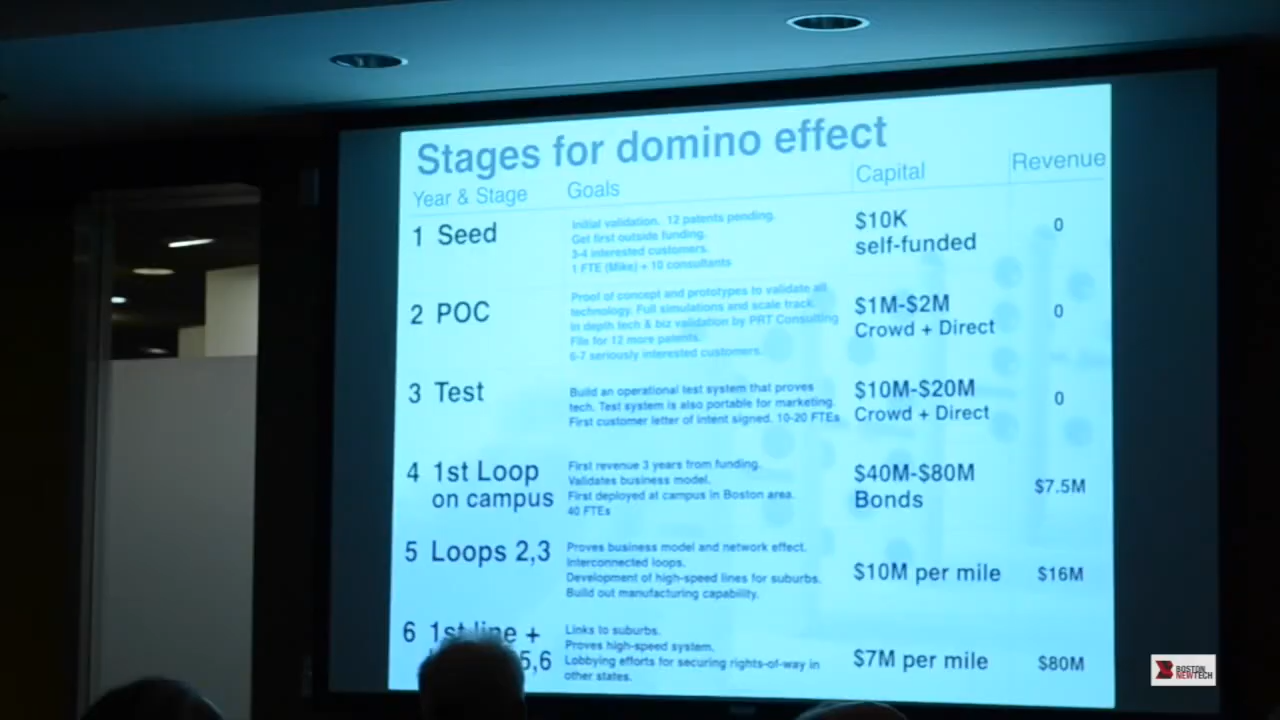 Stages for domino effect
Year & Stage Goals Capital Revenue
1 Seed
Initial validation. 12 patents pending.
Get first outside funding.
3-4 interested customers.
1 FTE (Mike) + 10 consultants
$10K
self-funded
0
2 POC
Proof of concept and prototypes to validate all
technology. Full simulations and scale track.
In depth tech & biz validation by PRT Consulting
File for 12 more patents.
6-7 seriously interested customers.
$1M-$2M
Crowd + Direct
0
3 Test
Build an operational test system that proves
tech. Test system is also portable for marketing.
First customer letter of intent signed. 10-20 FTEs
$10M-$20M
Crowd + Direct
0
4 1st Loop
on campus
First revenue 3 years from funding.
Validates business model.
First deployed at campus in Boston area.
40 FTEs
$40M-$80M
Bonds
$7.5M
5 Loops 2,3
Proves business model and network effect.
Interconnected loops.
Development of high-speed lines for suburbs.
Build out manufacturing capability.
$10M per mile
$16M
6 1st line +
5,6
Links to suburbs.
Proves high-speed system.
Lobbying efforts for securing rights-of-way in
other states.
$7M per mile
$80M
BOSTON
NEWTECH